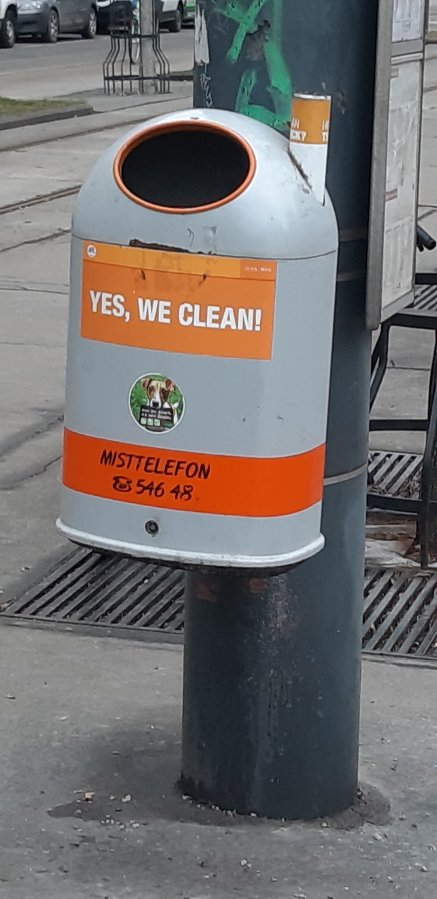 YES, WE CLEAN!
MISTTELEFON
546 48